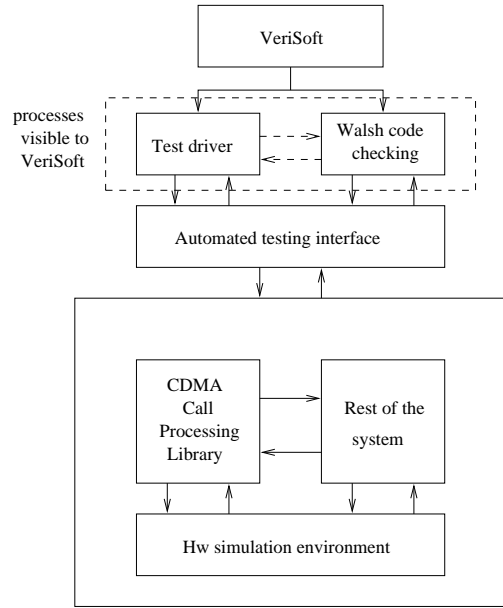 VeriSoft
processes
visible to
VeriSoft
Test driver
Walsh code
checking
Automated testing interface
CDMA
Call
Processing
Library
Rest of the
system
Hw simulation environment